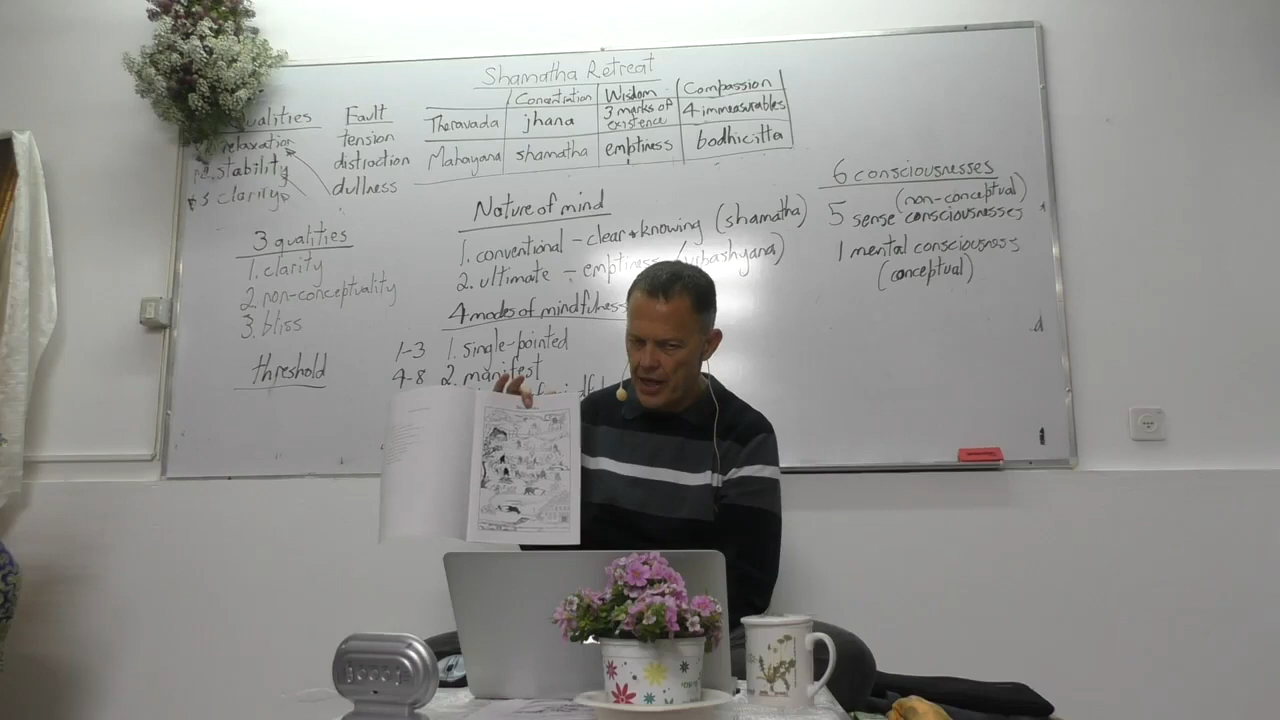 Shamatha Retreat
Concentration Wisdom Compassion
Theravada jhana 3 marks of existence 4 immeasurables
Mahayana shamatha emptiness bodhicitta
Qualities Fault
relaxation tension
stability distraction
clarity dullness
3 qualities
1. clarity
2. non-conceptuality
3. bliss
threshold
Nature of mind
1. conventional - clear + knowing (shamatha)
2. ultimate - emptiness (vipashyana)
4 modes of mindfulness
1-3 1. single-pointed
4-8 2. manifest
6 consciousnesses
(non-conceptual)
5 sense consciousnesses
1 mental consciousness
(conceptual)